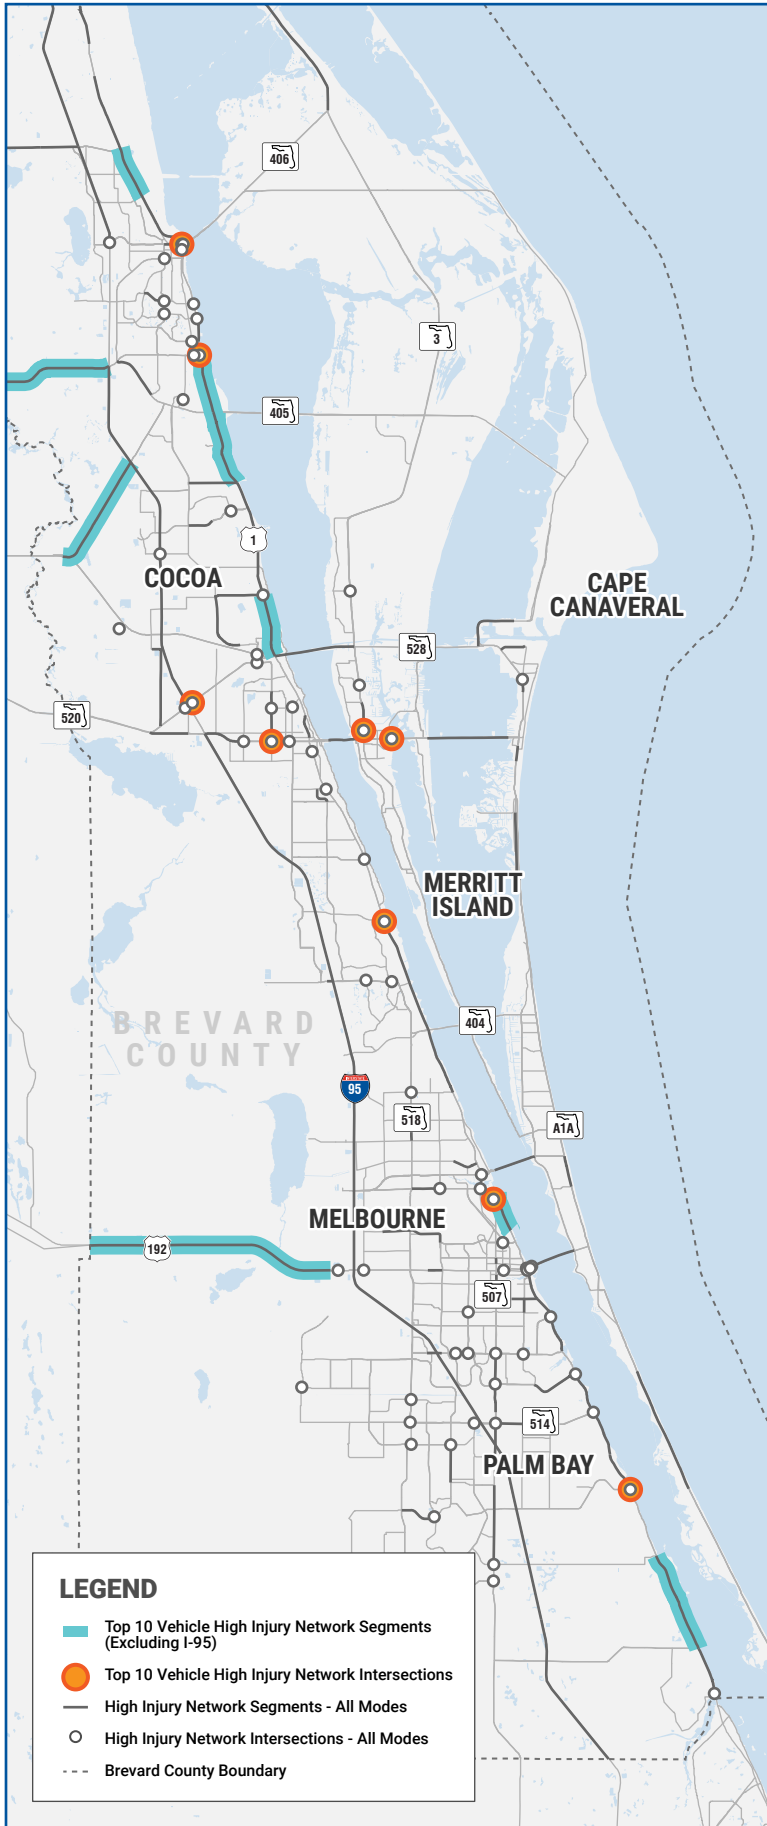 406
3
405
1
COCOA
CAPE
CANAVERAL
528
520
MERRITT
ISLAND
BREVARD
COUNTY
404
95
518
A1A
MELBOURNE
192
507
514
PALM BAY
LEGEND
Top 10 Vehicle High Injury Network Segments
(Excluding I-95)
Top 10 Vehicle High Injury Network Intersections
High Injury Network Segments - All Modes
High Injury Network Intersections - All Modes
Brevard County Boundary